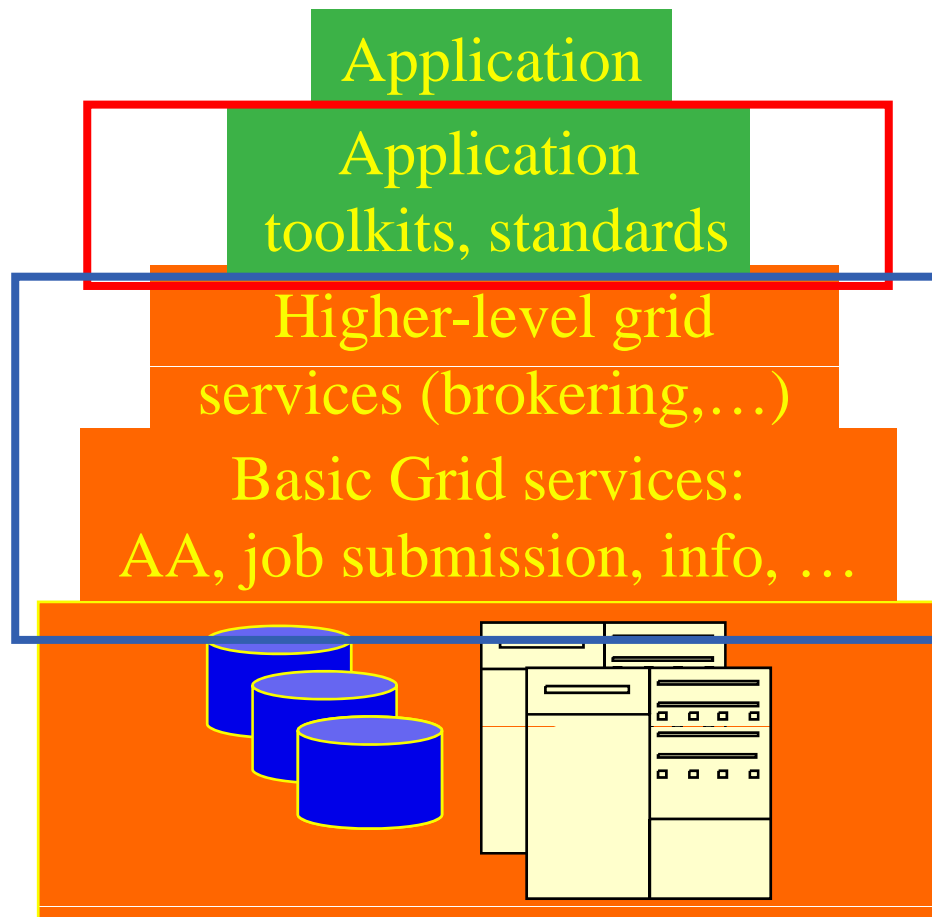 Application
Application
toolkits, standards
Higher-level grid
services (brokering,…)
Basic Grid services:
AA, job submission, info, …